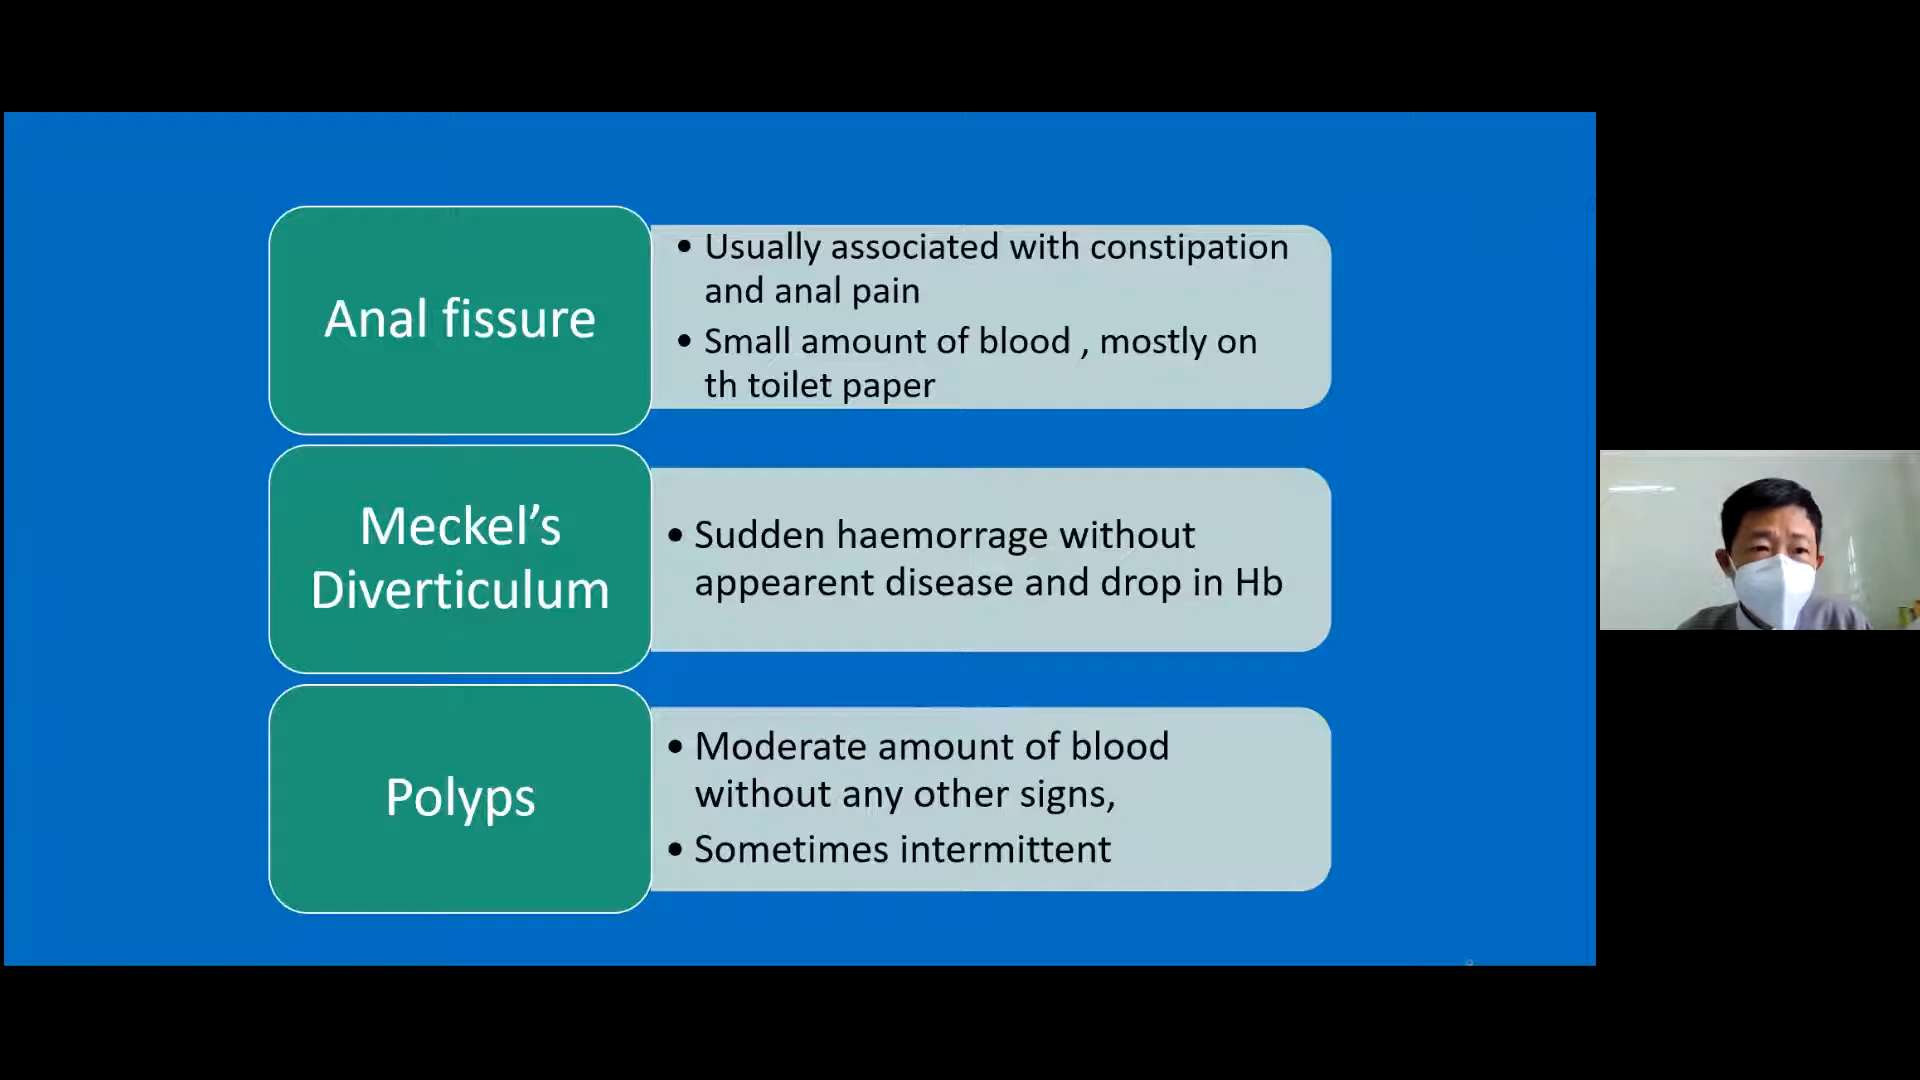 Anal fissure
• Usually associated with constipation
and anal pain
• Small amount of blood , mostly on
th toilet paper
Meckel’s
Diverticulum
• Sudden haemorrage without
appearent disease and drop in Hb
Polyps
• Moderate amount of blood
without any other signs,
• Sometimes intermittent